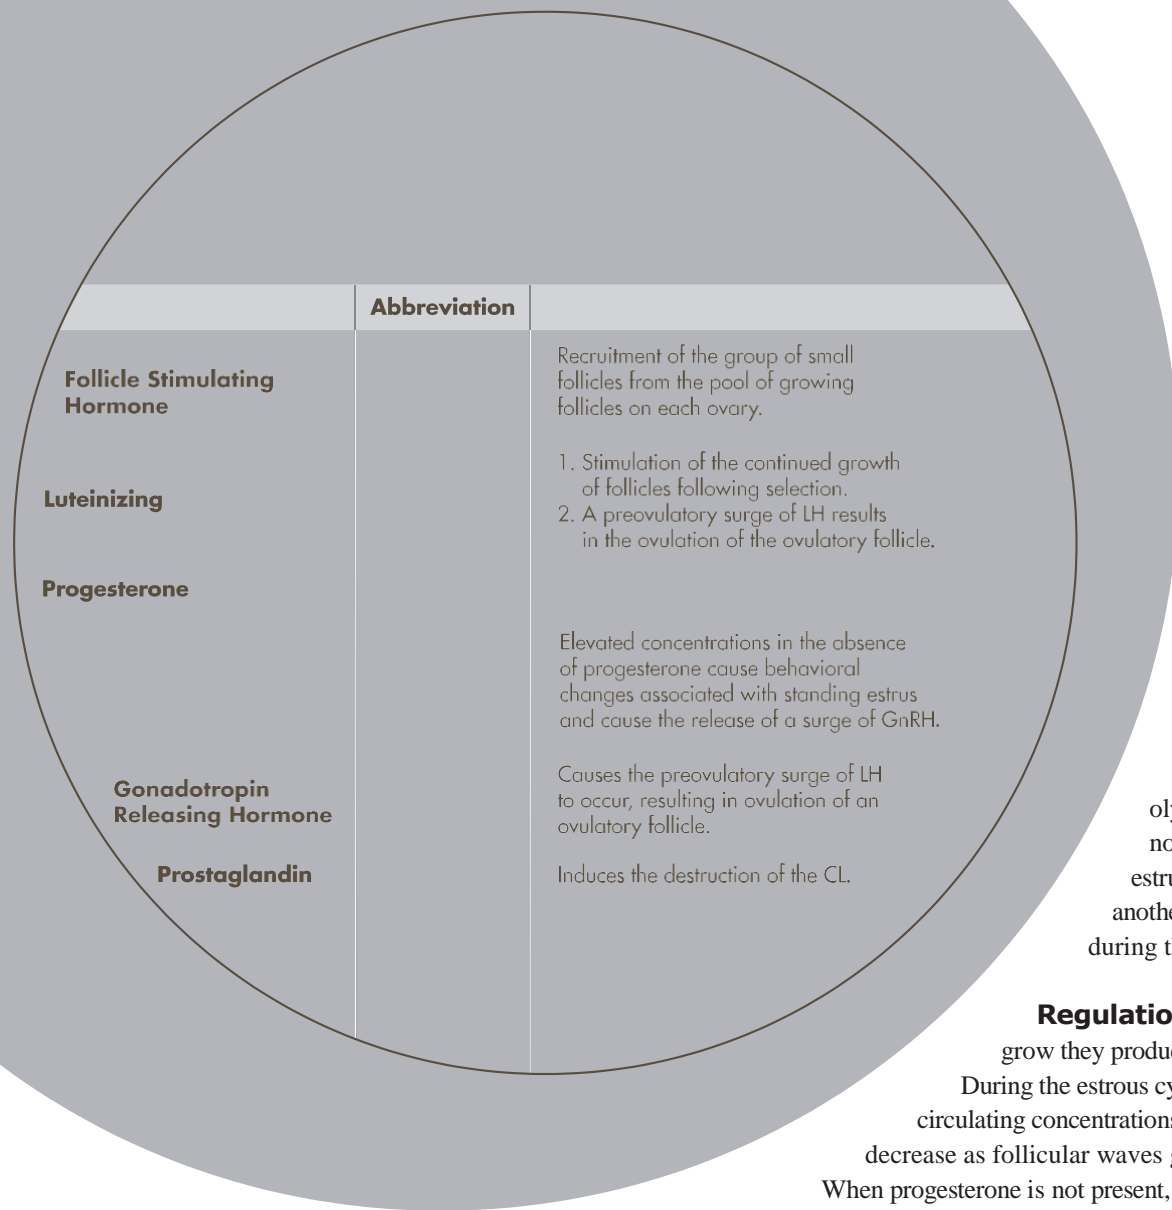 Abbreviation
Follicle Stimulating
Hormone
Recruitment of the group of small
follicles from the pool of growing
follicles on each ovary.
Luteinizing
1. Stimulation of the continued growth
of follicles following selection.
2. A preovulatory surge of LH results
in the ovulation of the ovulatory follicle.
Progesterone
Elevated concentrations in the absence
of progesterone cause behavioral
changes associated with standing estrus
and cause the release of a surge of GnRH.
Gonadotropin
Releasing Hormone
Causes the preovulatory surge of LH
to occur, resulting in ovulation of an
ovulatory follicle.
Prostaglandin
Induces the destruction of the CL.
during
Regulatio
grow they produc
During the estrous cy
circulating concentrations
decrease as follicular waves
When progesterone is not present,